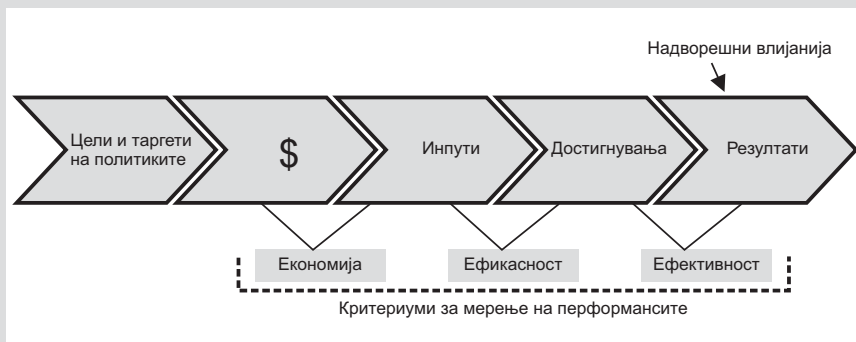 Надворешни влијанија
Цели и таргети
на политиките
$
Инпути
Достигнувања
Резултати
Економија
Ефикасност
Ефективност
Критериуми за мерење на перформансите